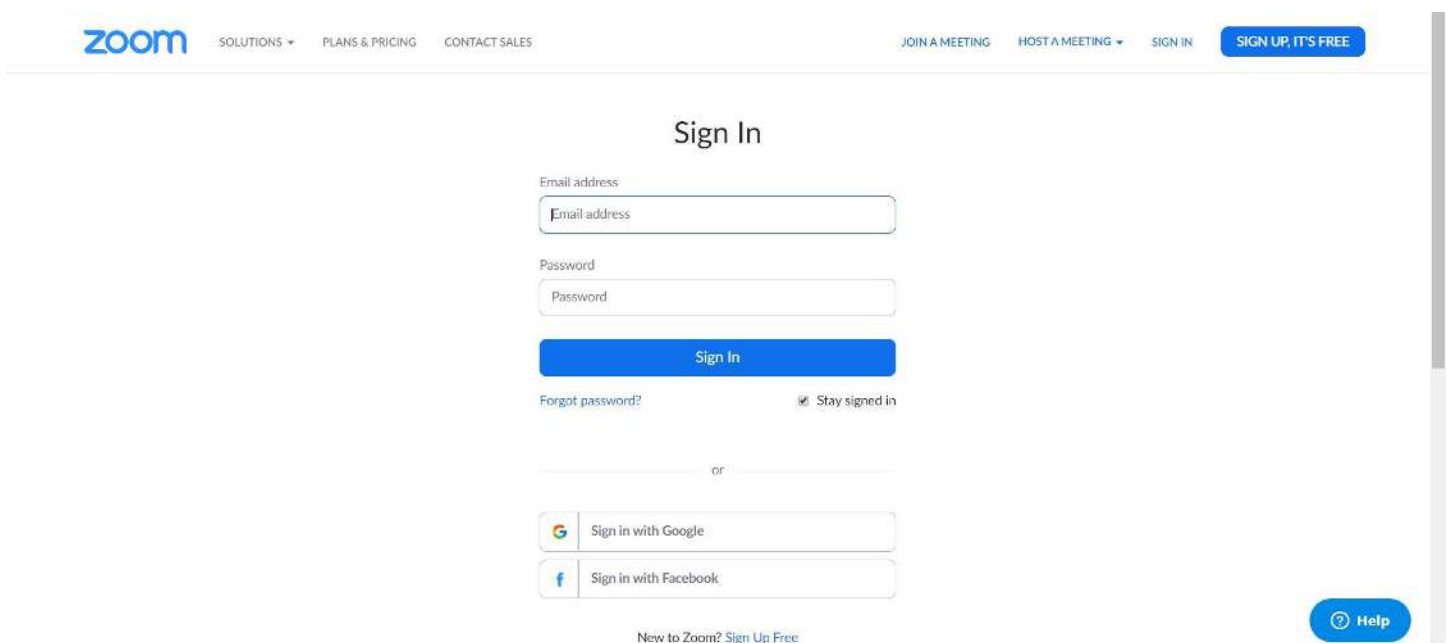 zoom SOLUTIONS PLANS & PRICING CONTACT SALES JOIN A MEETING HOST A MEETING SIGN IN SIGN UP, IT'S FREE
Sign In
Email address
Email address
Password
Password
Sign In
Forgot password? Stay signed in
or
Sign in with Google
Sign in with Facebook
New to Zoom? Sign Up Free
Help